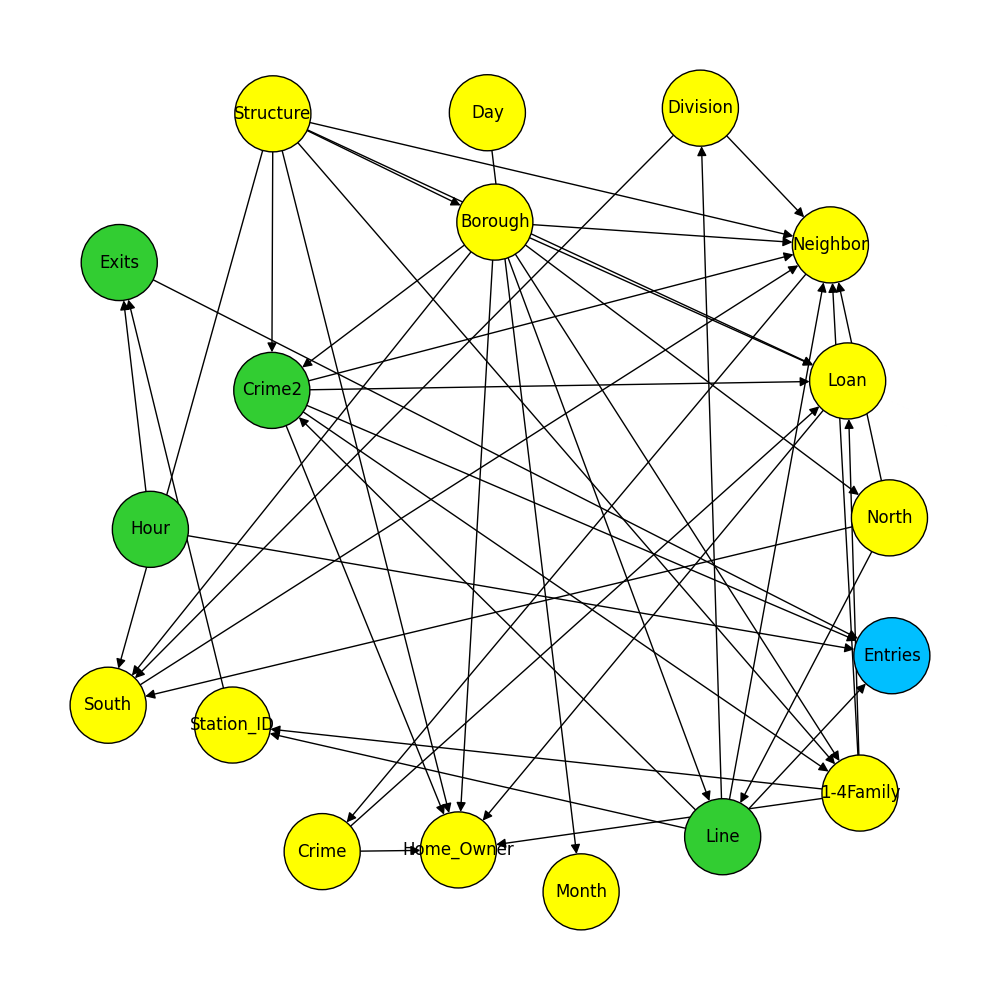 Structure
Day
Division
Borough
Neighbor
Exits
Loan
Crime2
North
Hour
Entries
South
Station_ID
1-4Family
Line
Crime
Home_Owner
Month